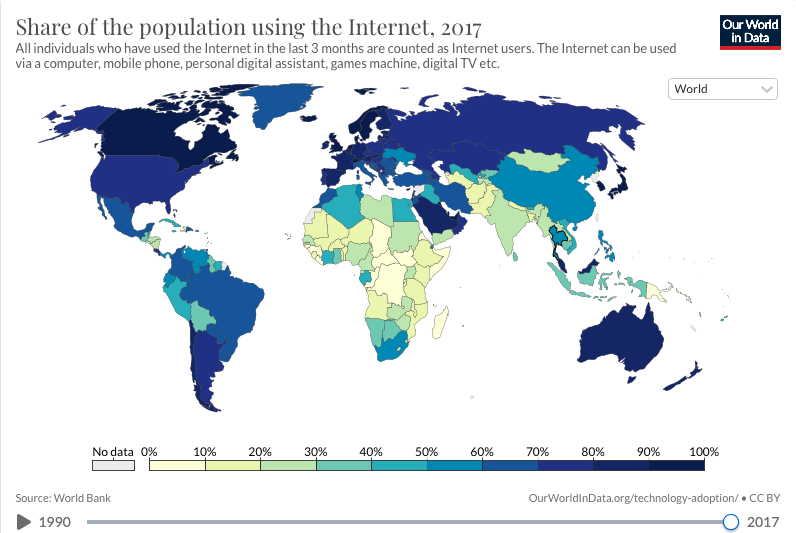 Share of the population using the Internet, 2017
Our World
in Data
All individuals who have used the Internet in the last 3 months are counted as Internet users. The Internet can be used
via a computer, mobile phone, personal digital assistant, games machine, digital TV etc.
World
No data 0% 10% 20% 30% 40% 50% 60% 70% 80% 90% 100%
Source: World Bank
OurWorldInData.org/technology-adoption/ • CC BY
1990 2017